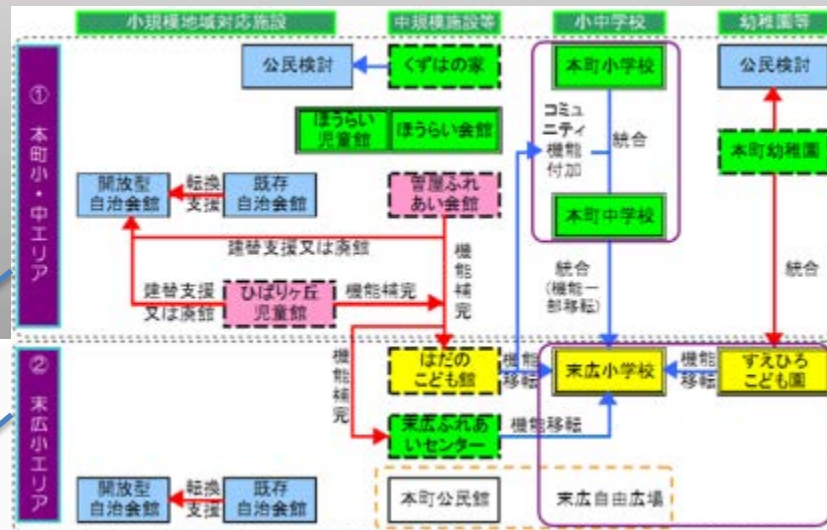 小規模地域対応施設
中規模施設等
小中学校
幼稚園等
① 本町小・中エリア
公民検討
くずはの家
本町小学校
公民検討
ほうらい
児童館
ほうらい会館
コミュ
ニティ
機能
付加
統合
本町幼稚園
開放型
自治会館
転換
支援
既存
自治会館
曽屋ふれ
あい会館
本町中学校
建替支援又は廃館
機能補完
建替支援
又は廃館
ひばりヶ丘
児童館
機能補完
統合
(機能一
部移転)
統合
② 末広小エリア
機能補完
はだの
こども館
機能
移転
末広小学校
機能
移転
すえひろ
こども園
末広ふれあ
いセンター
機能移転
開放型
自治会館
転換
支援
既存
自治会館
本町公民館
末広自由広場